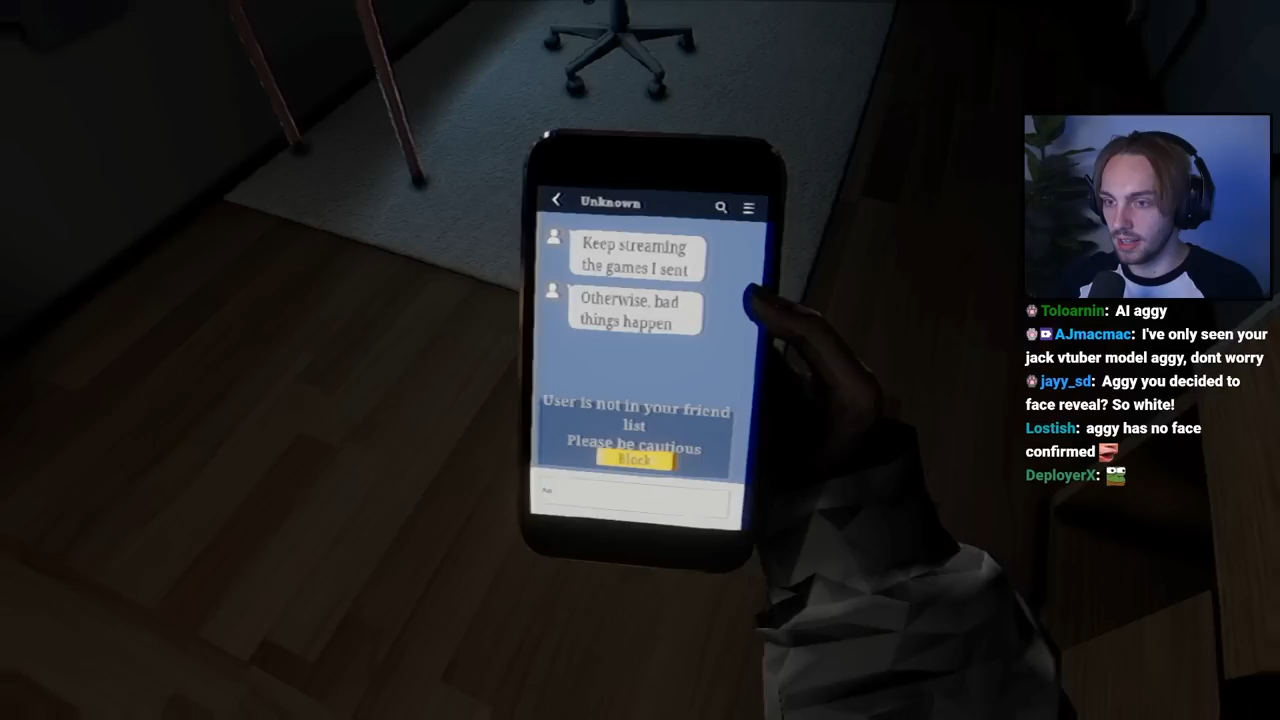 Unknown
Keep streaming
the games I sent
Otherwise, bad
things happen
User is not in your friend
list
Please be cautious
Block
Toloarnin: AI aggy
AJmacmac: I've only seen your
jack vtuber model aggy, dont worry
jayy_sd: Aggy you decided to
face reveal? So white!
Lostish: aggy has no face
confirmed
DeployerX: